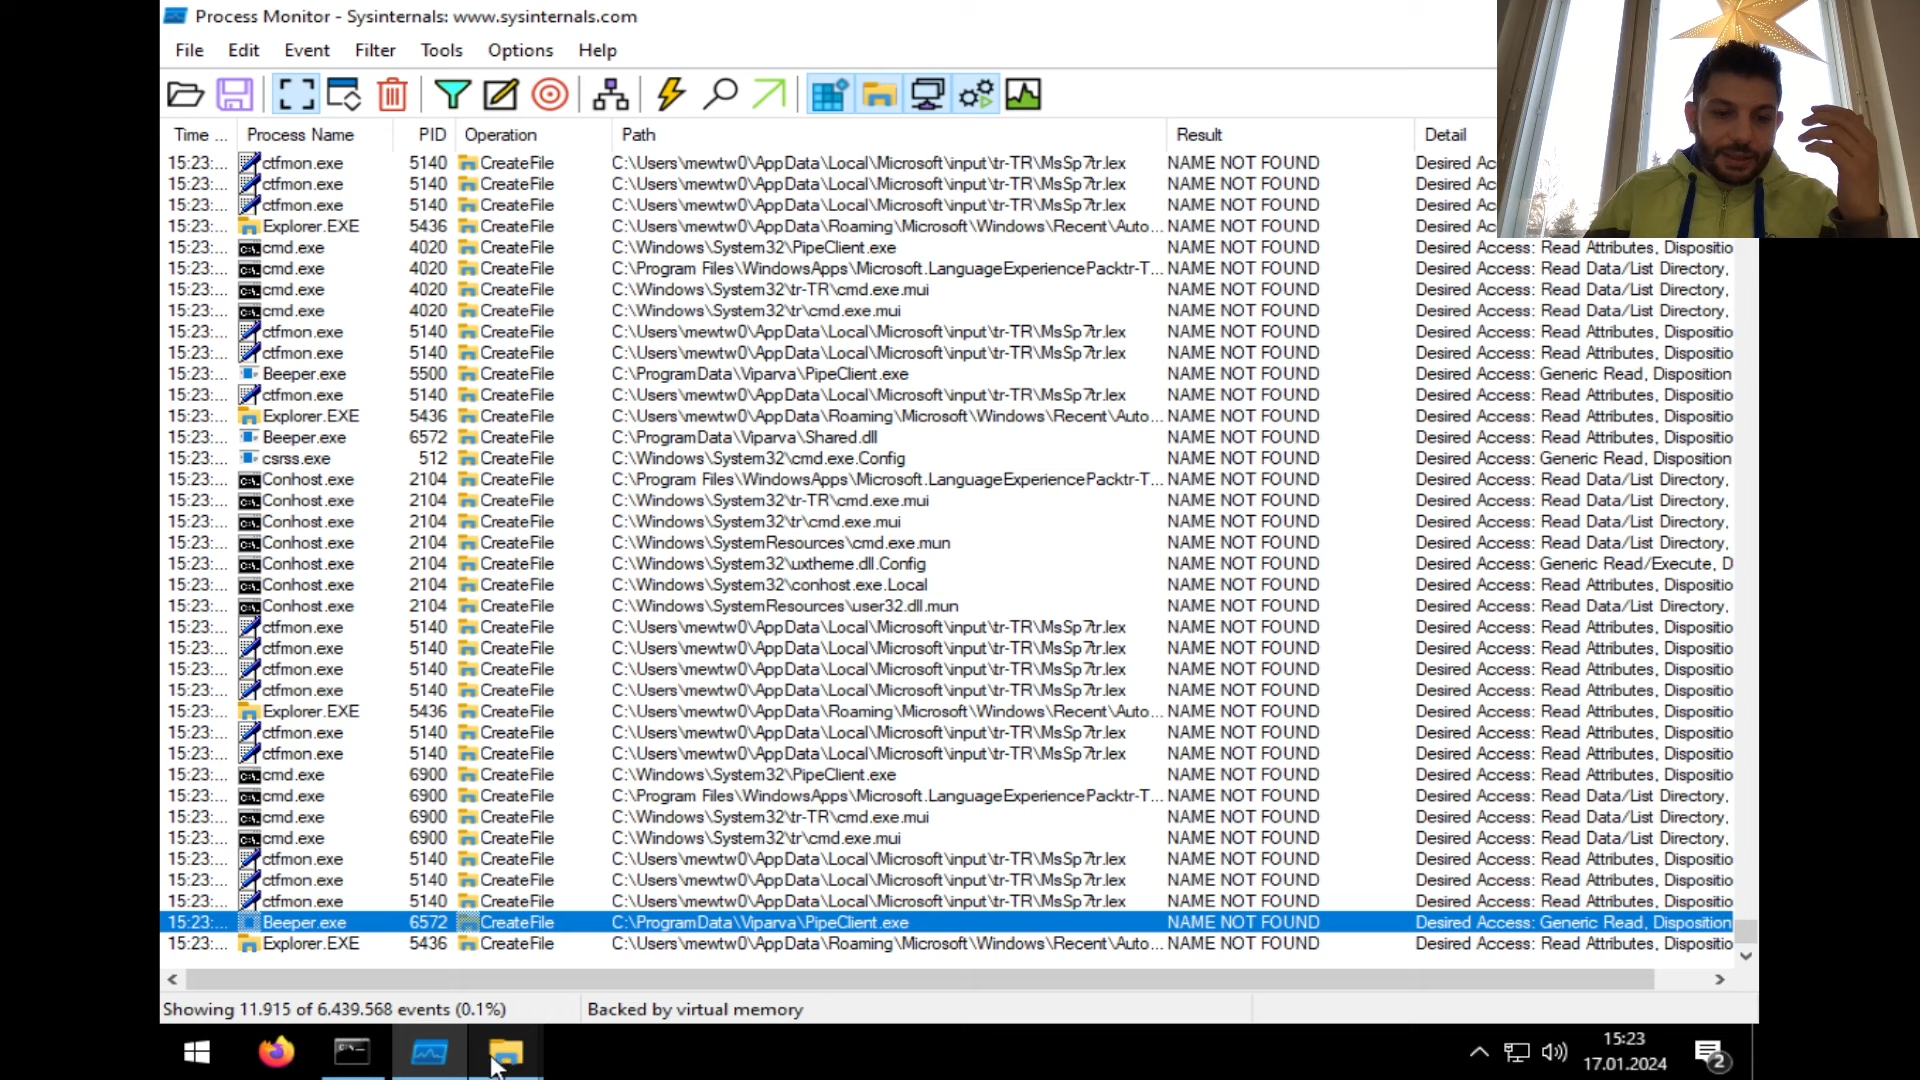 Process Monitor - Sysinternals: www.sysinternals.com
File Edit Event Filter Tools Options Help
Time ... Process Name PID Operation Path Result Detail
15:23:... ctfmon.exe 5140 CreateFile C:\Users\mewtw0\AppData\Local\Microsoft\input\tr-TR\MsSp7tr.lex NAME NOT FOUND Desired Ac
15:23:... ctfmon.exe 5140 CreateFile C:\Users\mewtw0\AppData\Local\Microsoft\input\tr-TR\MsSp7tr.lex NAME NOT FOUND Desired Ac
15:23:... ctfmon.exe 5140 CreateFile C:\Users\mewtw0\AppData\Local\Microsoft\input\tr-TR\MsSp7tr.lex NAME NOT FOUND Desired Ac
15:23:... Explorer.EXE 5436 CreateFile C:\Users\mewtw0\AppData\Roaming\Microsoft\Windows\Recent\Auto... NAME NOT FOUND Desired Ac
15:23:... cmd.exe 4020 CreateFile C:\Windows\System32\PipeClient.exe NAME NOT FOUND Desired Access: Read Attributes, Dispositio
15:23:... cmd.exe 4020 CreateFile C:\Program Files\WindowsApps\Microsoft.LanguageExperiencePacktr-T... NAME NOT FOUND Desired Access: Read Data/List Directory,
15:23:... cmd.exe 4020 CreateFile C:\Windows\System32\tr-TR\cmd.exe.mui NAME NOT FOUND Desired Access: Read Data/List Directory,
15:23:... cmd.exe 4020 CreateFile C:\Windows\System32\tr\cmd.exe.mui NAME NOT FOUND Desired Access: Read Data/List Directory,
15:23:... ctfmon.exe 5140 CreateFile C:\Users\mewtw0\AppData\Local\Microsoft\input\tr-TR\MsSp7tr.lex NAME NOT FOUND Desired Access: Read Attributes, Dispositio
15:23:... ctfmon.exe 5140 CreateFile C:\Users\mewtw0\AppData\Local\Microsoft\input\tr-TR\MsSp7tr.lex NAME NOT FOUND Desired Access: Read Attributes, Dispositio
15:23:... Beeper.exe 5500 CreateFile C:\ProgramData\Viparva\PipeClient.exe NAME NOT FOUND Desired Access: Generic Read, Disposition
15:23:... ctfmon.exe 5140 CreateFile C:\Users\mewtw0\AppData\Local\Microsoft\input\tr-TR\MsSp7tr.lex NAME NOT FOUND Desired Access: Read Attributes, Dispositio
15:23:... Explorer.EXE 5436 CreateFile C:\Users\mewtw0\AppData\Roaming\Microsoft\Windows\Recent\Auto... NAME NOT FOUND Desired Access: Read Attributes, Dispositio
15:23:... Beeper.exe 6572 CreateFile C:\ProgramData\Viparva\Shared.dll NAME NOT FOUND Desired Access: Read Attributes, Dispositio
15:23:... csrss.exe 512 CreateFile C:\Windows\System32\cmd.exe.Config NAME NOT FOUND Desired Access: Generic Read, Disposition
15:23:... Conhost.exe 2104 CreateFile C:\Program Files\WindowsApps\Microsoft.LanguageExperiencePacktr-T... NAME NOT FOUND Desired Access: Read Data/List Directory,
15:23:... Conhost.exe 2104 CreateFile C:\Windows\System32\tr-TR\cmd.exe.mui NAME NOT FOUND Desired Access: Read Data/List Directory,
15:23:... Conhost.exe 2104 CreateFile C:\Windows\System32\tr\cmd.exe.mui NAME NOT FOUND Desired Access: Read Data/List Directory,
15:23:... Conhost.exe 2104 CreateFile C:\Windows\SystemResources\cmd.exe.mun NAME NOT FOUND Desired Access: Read Data/List Directory,
15:23:... Conhost.exe 2104 CreateFile C:\Windows\System32\uxtheme.dll.Config NAME NOT FOUND Desired Access: Generic Read/Execute, D
15:23:... Conhost.exe 2104 CreateFile C:\Windows\System32\conhost.exe.Local NAME NOT FOUND Desired Access: Read Attributes, Dispositio
15:23:... Conhost.exe 2104 CreateFile C:\Windows\SystemResources\user32.dll.mun NAME NOT FOUND Desired Access: Read Data/List Directory,
15:23:... ctfmon.exe 5140 CreateFile C:\Users\mewtw0\AppData\Local\Microsoft\input\tr-TR\MsSp7tr.lex NAME NOT FOUND Desired Access: Read Attributes, Dispositio
15:23:... ctfmon.exe 5140 CreateFile C:\Users\mewtw0\AppData\Local\Microsoft\input\tr-TR\MsSp7tr.lex NAME NOT FOUND Desired Access: Read Attributes, Dispositio
15:23:... ctfmon.exe 5140 CreateFile C:\Users\mewtw0\AppData\Local\Microsoft\input\tr-TR\MsSp7tr.lex NAME NOT FOUND Desired Access: Read Attributes, Dispositio
15:23:... ctfmon.exe 5140 CreateFile C:\Users\mewtw0\AppData\Local\Microsoft\input\tr-TR\MsSp7tr.lex NAME NOT FOUND Desired Access: Read Attributes, Dispositio
15:23:... Explorer.EXE 5436 CreateFile C:\Users\mewtw0\AppData\Roaming\Microsoft\Windows\Recent\Auto... NAME NOT FOUND Desired Access: Read Attributes, Dispositio
15:23:... ctfmon.exe 5140 CreateFile C:\Users\mewtw0\AppData\Local\Microsoft\input\tr-TR\MsSp7tr.lex NAME NOT FOUND Desired Access: Read Attributes, Dispositio
15:23:... ctfmon.exe 5140 CreateFile C:\Users\mewtw0\AppData\Local\Microsoft\input\tr-TR\MsSp7tr.lex NAME NOT FOUND Desired Access: Read Attributes, Dispositio
15:23:... cmd.exe 6900 CreateFile C:\Windows\System32\PipeClient.exe NAME NOT FOUND Desired Access: Read Attributes, Dispositio
15:23:... cmd.exe 6900 CreateFile C:\Program Files\WindowsApps\Microsoft.LanguageExperiencePacktr-T... NAME NOT FOUND Desired Access: Read Data/List Directory,
15:23:... cmd.exe 6900 CreateFile C:\Windows\System32\tr-TR\cmd.exe.mui NAME NOT FOUND Desired Access: Read Data/List Directory,
15:23:... cmd.exe 6900 CreateFile C:\Windows\System32\tr\cmd.exe.mui NAME NOT FOUND Desired Access: Read Data/List Directory,
15:23:... ctfmon.exe 5140 CreateFile C:\Users\mewtw0\AppData\Local\Microsoft\input\tr-TR\MsSp7tr.lex NAME NOT FOUND Desired Access: Read Attributes, Dispositio
15:23:... ctfmon.exe 5140 CreateFile C:\Users\mewtw0\AppData\Local\Microsoft\input\tr-TR\MsSp7tr.lex NAME NOT FOUND Desired Access: Read Attributes, Dispositio
15:23:... ctfmon.exe 5140 CreateFile C:\Users\mewtw0\AppData\Local\Microsoft\input\tr-TR\MsSp7tr.lex NAME NOT FOUND Desired Access: Read Attributes, Dispositio
15:23:... Beeper.exe 6572 CreateFile C:\ProgramData\Viparva\PipeClient.exe NAME NOT FOUND Desired Access: Generic Read, Disposition
15:23:... Explorer.EXE 5436 CreateFile C:\Users\mewtw0\AppData\Roaming\Microsoft\Windows\Recent\Auto... NAME NOT FOUND Desired Access: Read Attributes, Dispositio
Showing 11.915 of 6.439.568 events (0.1%) Backed by virtual memory
15:23
17.01.2024
2